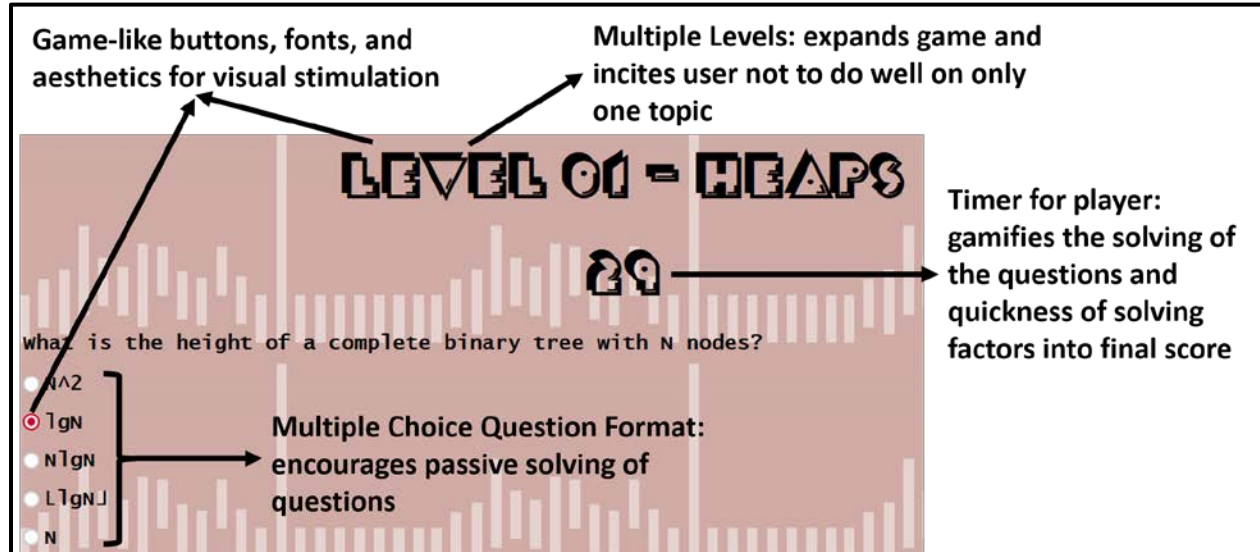 Game-like buttons, fonts, and
aesthetics for visual stimulation
Multiple Levels: expands game and
incites user not to do well on only
one topic
LEVEL 01 - HEAPS
29
Timer for player:
gamifies the solving of
the questions and
quickness of solving
factors into final score
What is the height of a complete binary tree with N nodes?
N^2
lgN
NlgN
LlgN┘
N
Multiple Choice Question Format:
encourages passive solving of
questions